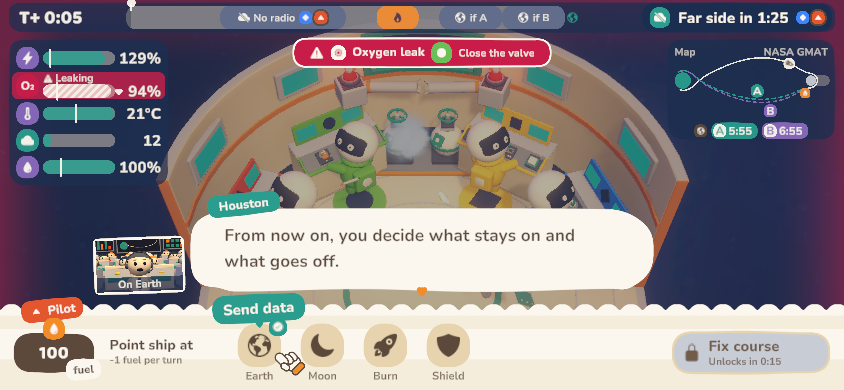 T+ 0:05
No radio
if A
if B
Far side in 1:25
Oxygen leak
Close the valve
129%
Leaking
O₂
94%
21°C
12
100%
Map
NASA GMAT
A
B
A 5:55
B 6:55
Houston
From now on, you decide what stays on and
what goes off.
On Earth
Send data
Pilot
100
fuel
Point ship at
-1 fuel per turn
Earth
Moon
Burn
Shield
Fix course
Unlocks in 0:15